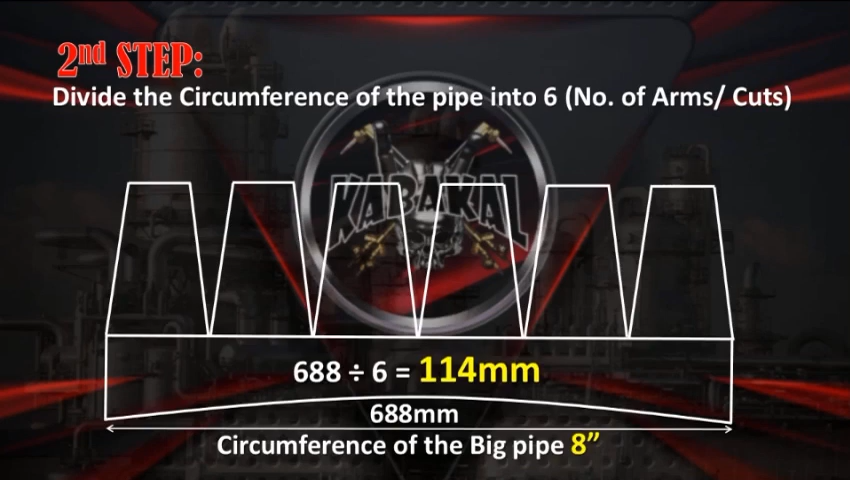 2nd STEP:
Divide the Circumference of the pipe into 6 (No. of Arms/ Cuts)
KABAKAL
688 ÷ 6 = 114mm
688mm
Circumference of the Big pipe 8”